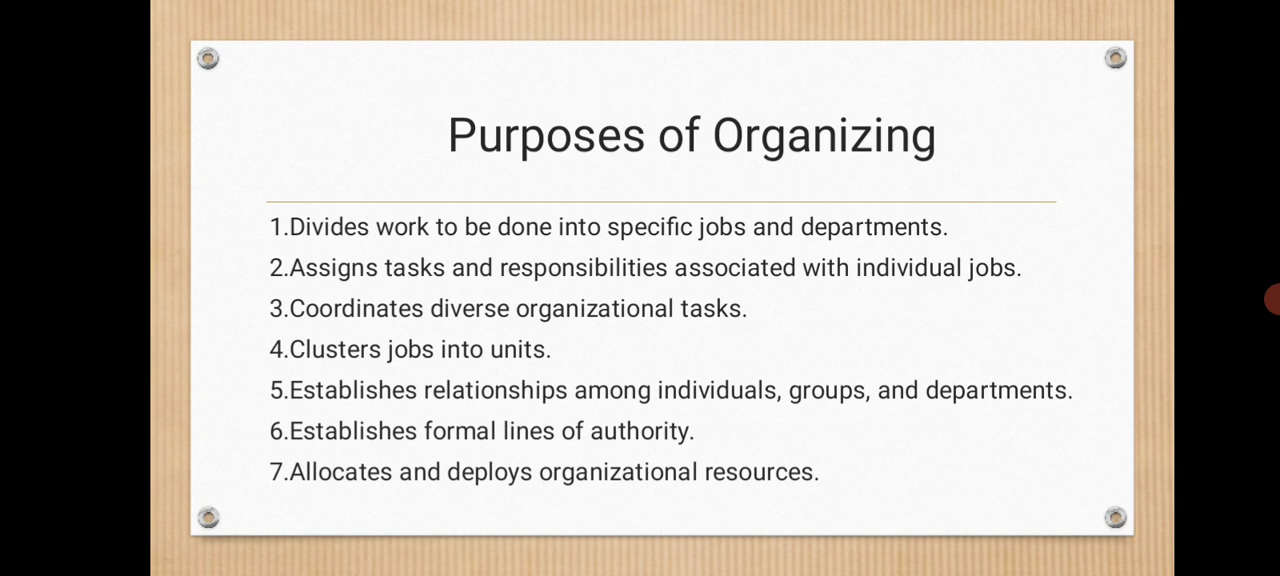 Purposes of Organizing
1.Divides work to be done into specific jobs and departments.
2.Assigns tasks and responsibilities associated with individual jobs.
3.Coordinates diverse organizational tasks.
4.Clusters jobs into units.
5.Establishes relationships among individuals, groups, and departments.
6.Establishes formal lines of authority.
7.Allocates and deploys organizational resources.